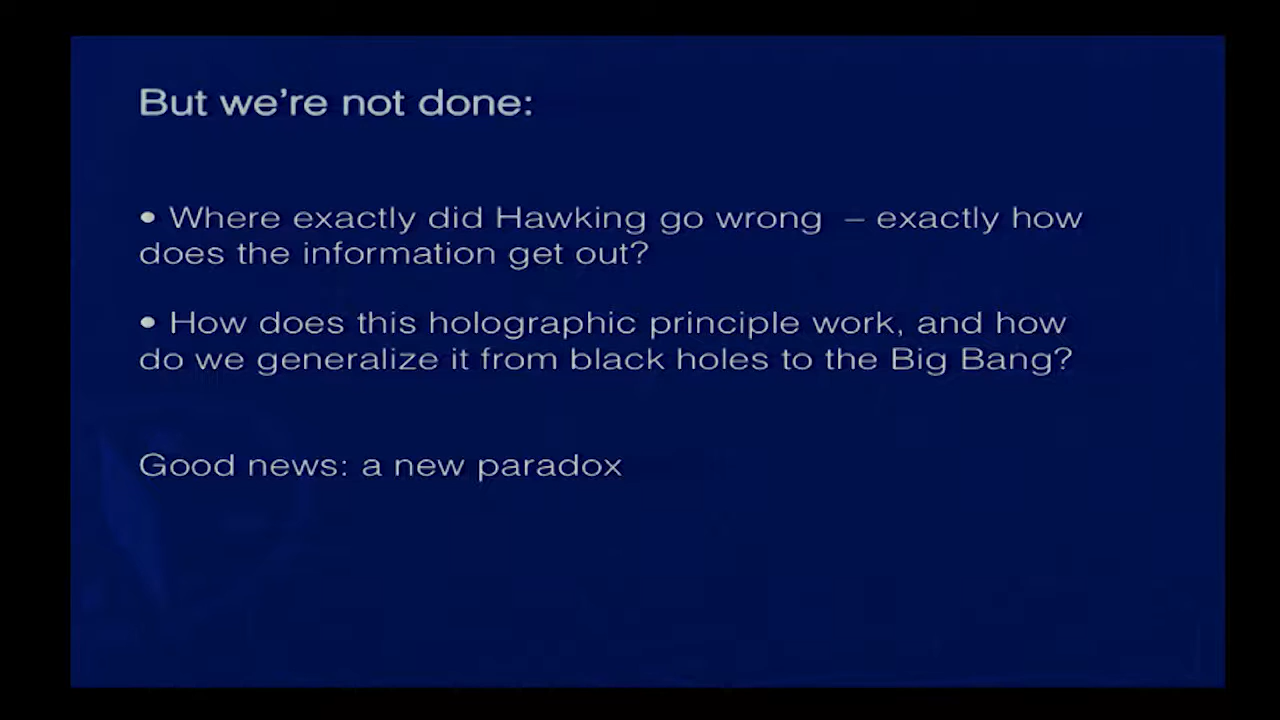 But we're not done:
• Where exactly did Hawking go wrong – exactly how
does the information get out?
• How does this holographic principle work, and how
do we generalize it from black holes to the Big Bang?
Good news: a new paradox